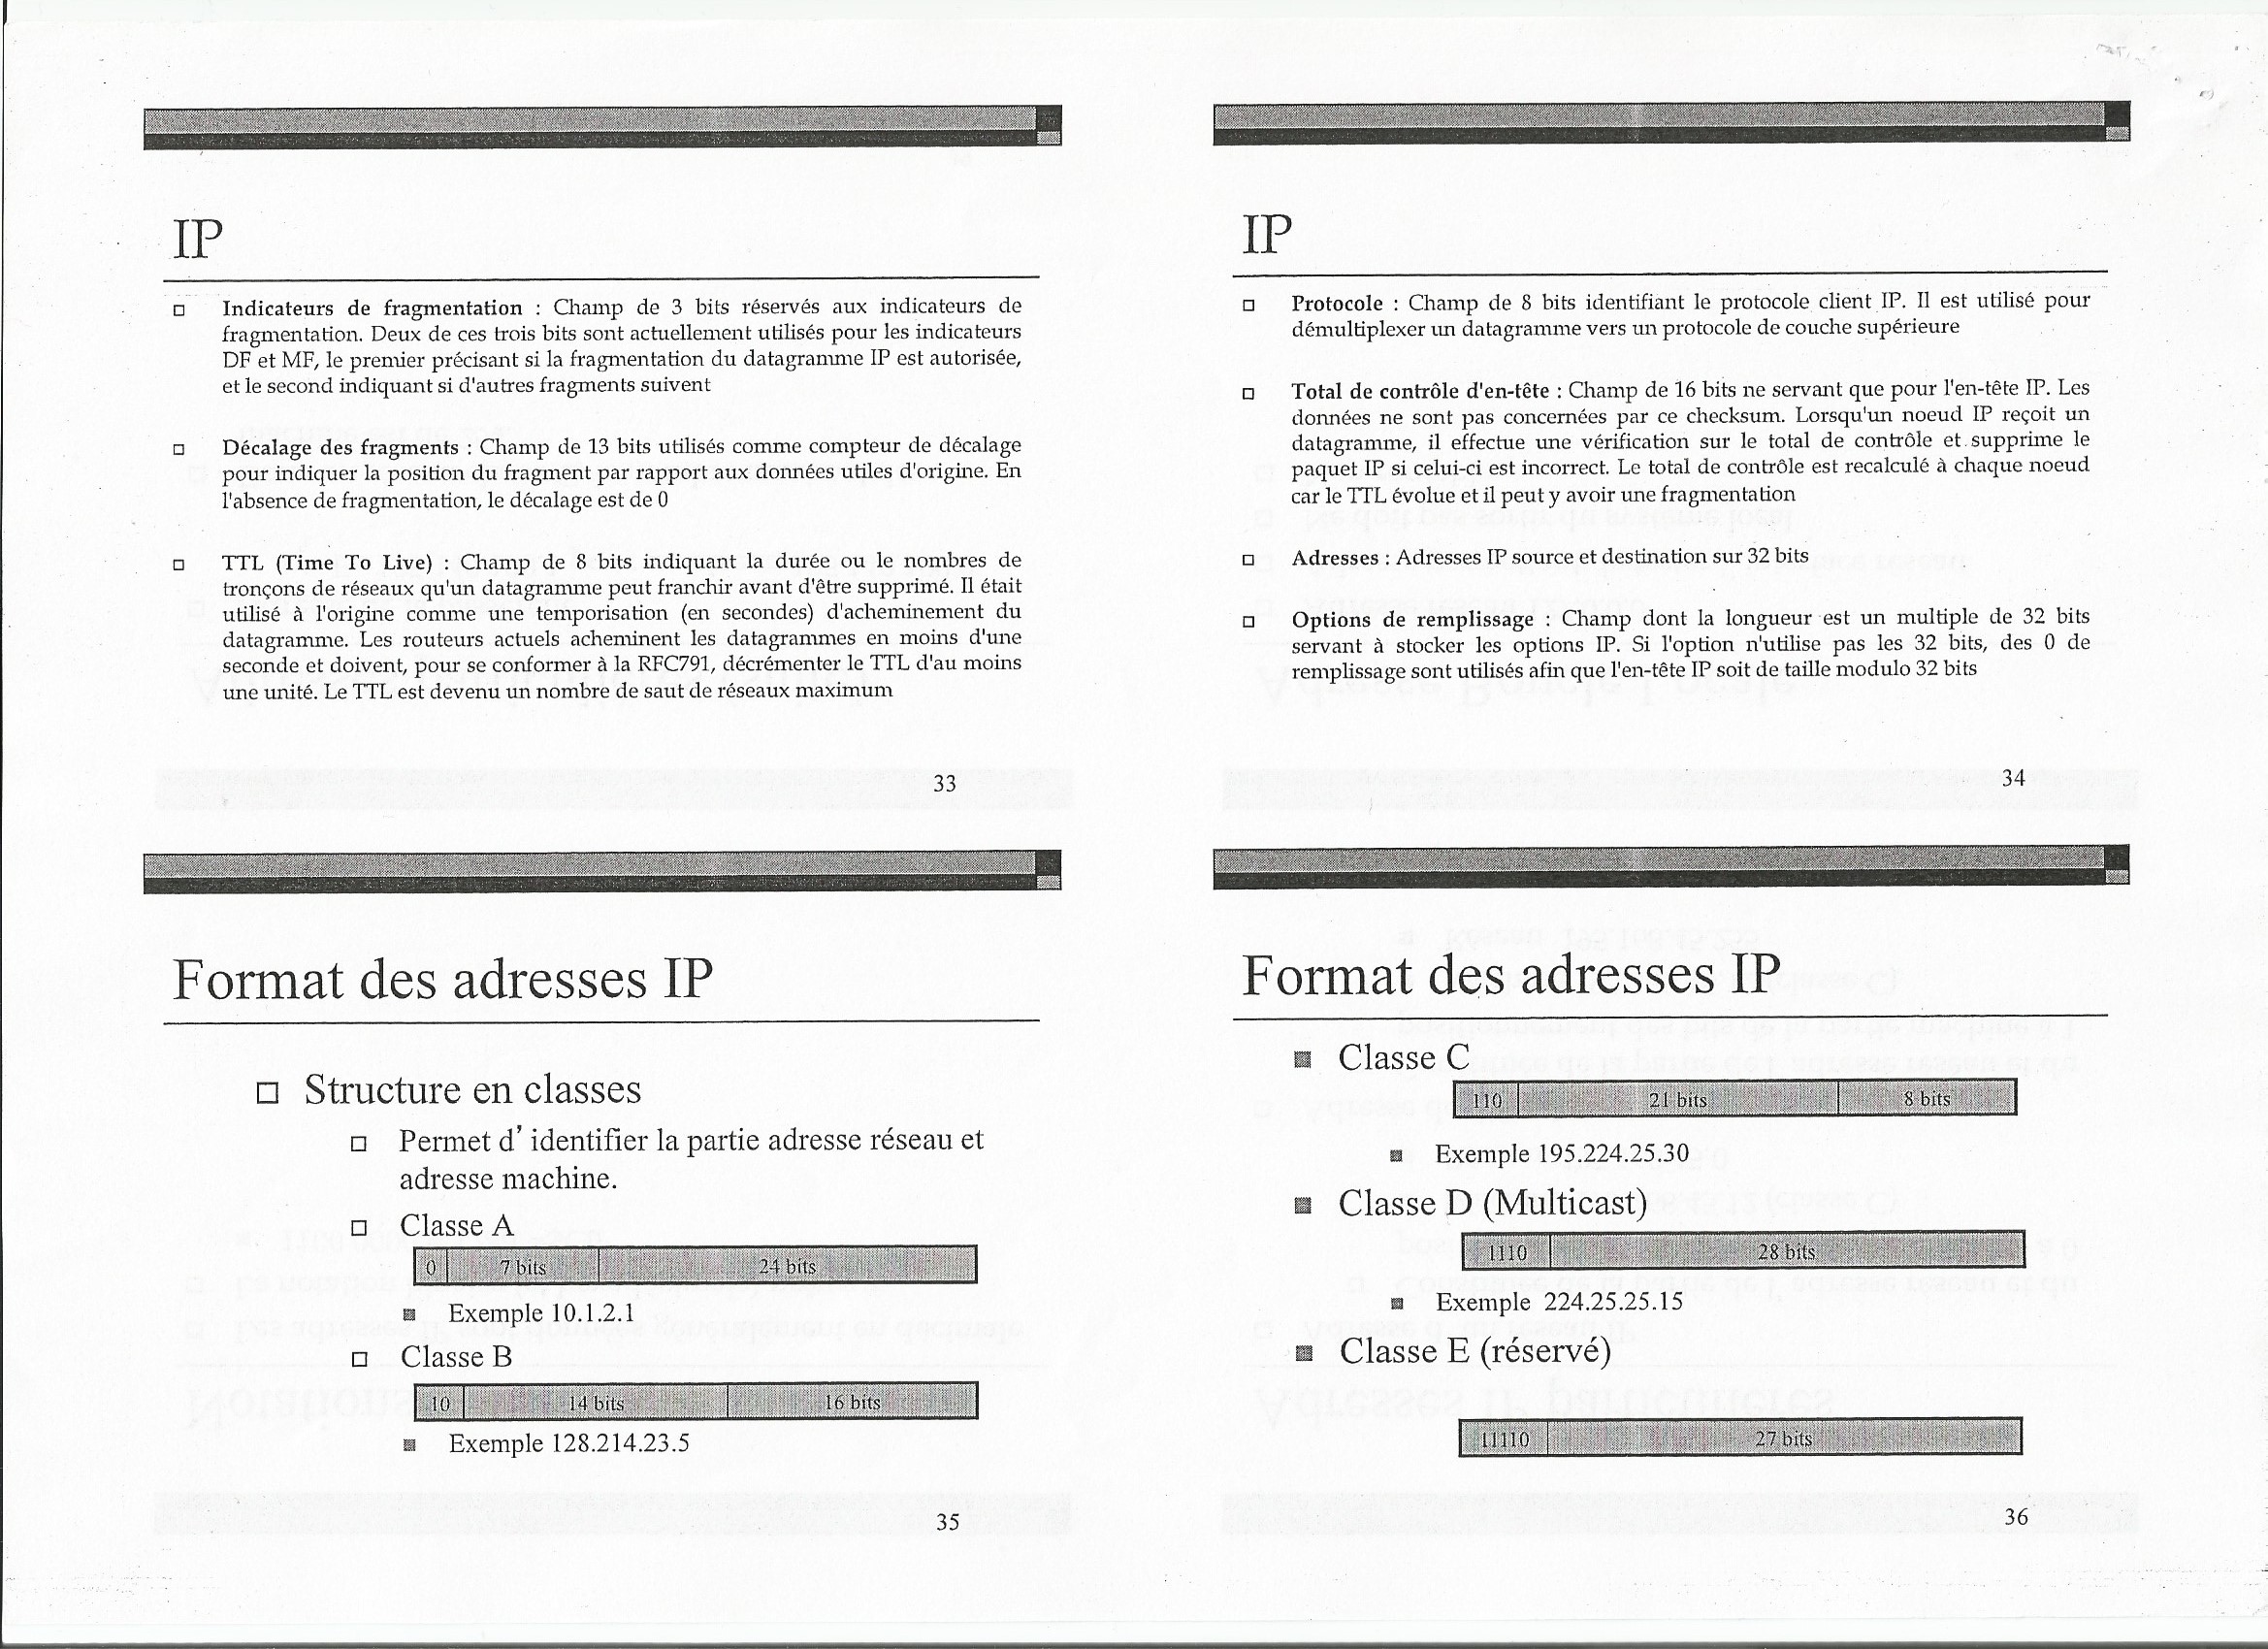 IP
Indicateurs de fragmentation : Champ de 3 bits réservés aux indicateurs de
fragmentation. Deux de ces trois bits sont actuellement utilisés pour les indicateurs
DF et MF, le premier précisant si la fragmentation du datagramme IP est autorisée,
et le second indiquant si d'autres fragments suivent
Décalage des fragments : Champ de 13 bits utilisés comme compteur de décalage
pour indiquer la position du fragment par rapport aux données utiles d'origine. En
l'absence de fragmentation, le décalage est de 0
TTL (Time To Live) : Champ de 8 bits indiquant la durée ou le nombres de
tronçons de réseaux qu'un datagramme peut franchir avant d'être supprimé. Il était
utilisé à l'origine comme une temporisation (en secondes) d'acheminement du
datagramme. Les routeurs actuels acheminent les datagrammes en moins d'une
seconde et doivent, pour se conformer à la RFC791, décrémenter le TTL d'au moins
une unité. Le TTL est devenu un nombre de saut de réseaux maximum
33
IP
Protocole : Champ de 8 bits identifiant le protocole client IP. Il est utilisé pour
démultiplexer un datagramme vers un protocole de couche supérieure
Total de contrôle d'en-tête : Champ de 16 bits ne servant que pour l'en-tête IP. Les
données ne sont pas concernées par ce checksum. Lorsqu'un noeud IP reçoit un
datagramme, il effectue une vérification sur le total de contrôle et supprime le
paquet IP si celui-ci est incorrect. Le total de contrôle est recalculé à chaque noeud
car le TTL évolue et il peut y avoir une fragmentation
Adresses : Adresses IP source et destination sur 32 bits
Options de remplissage : Champ dont la longueur est un multiple de 32 bits
servant à stocker les options IP. Si l'option n'utilise pas les 32 bits, des 0 de
remplissage sont utilisés afin que l'en-tête IP soit de taille modulo 32 bits
34
Format des adresses IP
Structure en classes
Permet d' identifier la partie adresse réseau et
adresse machine.
Classe A
0 7 bits 24 bits
Exemple 10.1.2.1
Classe B
10 14 bits 16 bits
Exemple 128.214.23.5
35
Format des adresses IP
Classe C
110 21 bits 8 bits
Exemple 195.224.25.30
Classe D (Multicast)
1110 28 bits
Exemple 224.25.25.15
Classe E (réservé)
11110 27 bits
36